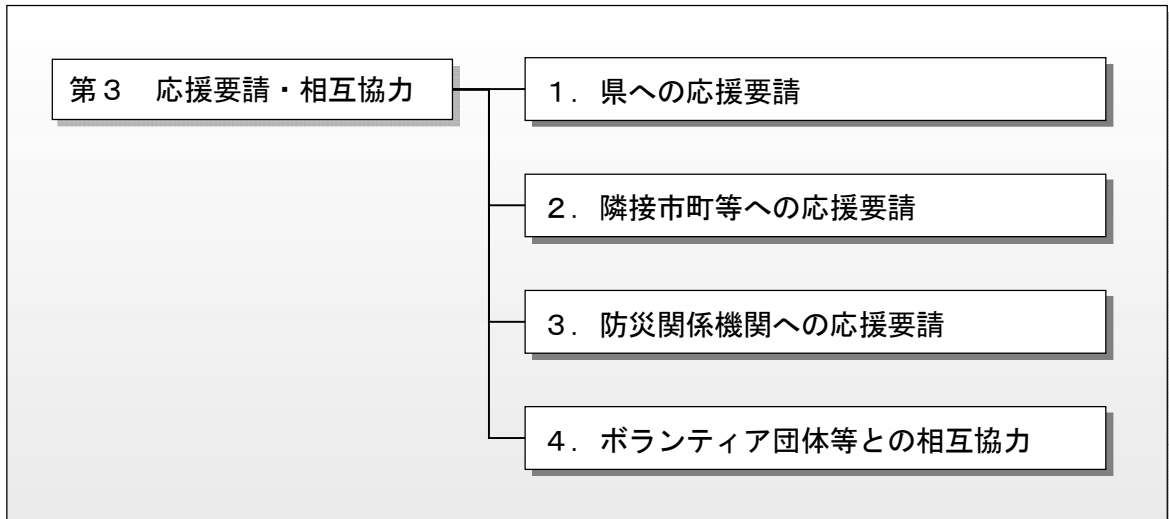 第３　応援要請・相互協力
１．県への応援要請
２．隣接市町等への応援要請
３．防災関係機関への応援要請
４．ボランティア団体等との相互協力